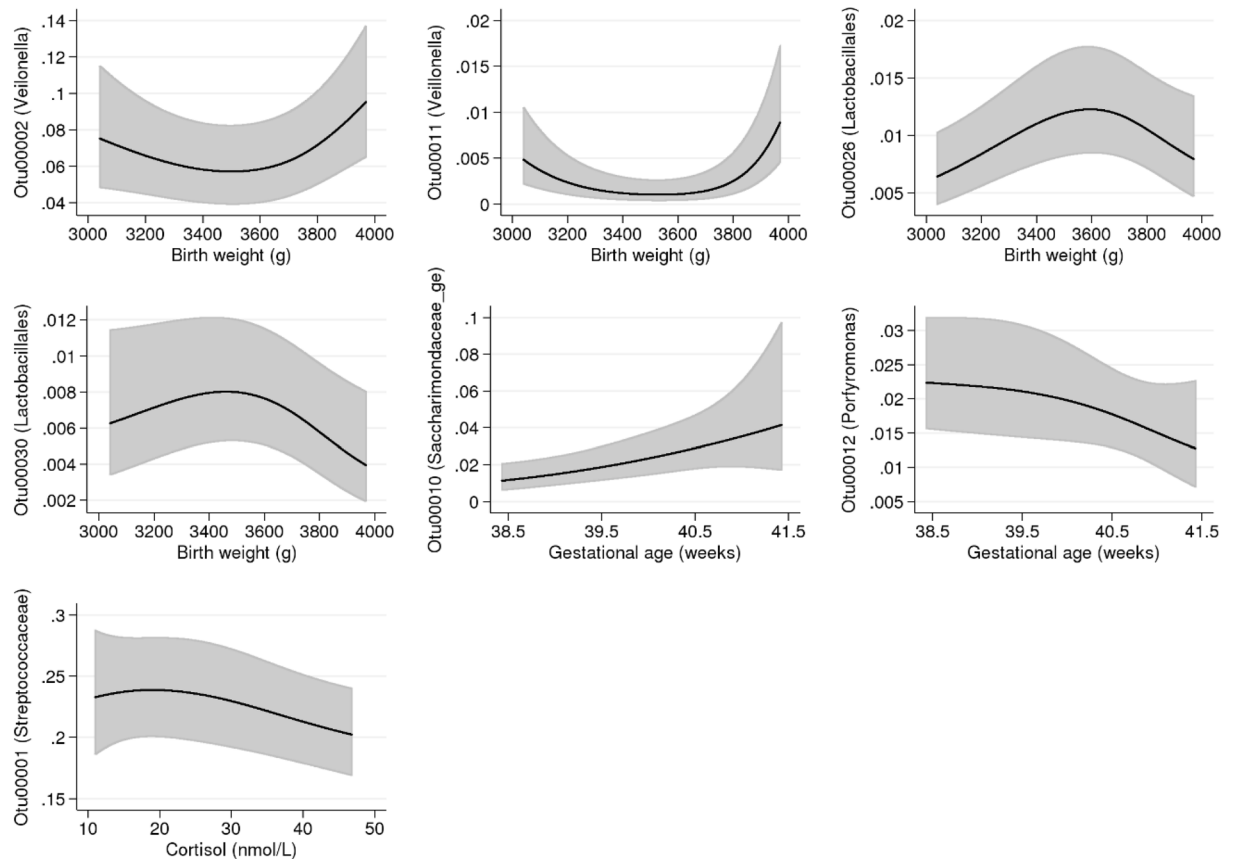 Otu00002 (Veilonella)
.14
.12
.1
.08
.06
.04
3000 3200 3400 3600 3800 4000
Birth weight (g)
Otu00011 (Veillonella)
.02
.015
.01
.005
0
3000 3200 3400 3600 3800 4000
Birth weight (g)
Otu00026 (Lactobacillales)
.02
.015
.01
.005
3000 3200 3400 3600 3800 4000
Birth weight (g)
Otu00030 (Lactobacillales)
.012
.01
.008
.006
.004
.002
3000 3200 3400 3600 3800 4000
Birth weight (g)
Otu00010 (Saccharimondaceae_ge)
.1
.08
.06
.04
.02
0
38.5 39.5 40.5 41.5
Gestational age (weeks)
Otu00012 (Porfyromonas)
.03
.025
.02
.015
.01
.005
38.5 39.5 40.5 41.5
Gestational age (weeks)
Otu00001 (Streptococcaceae)
.3
.25
.2
.15
10 20 30 40 50
Cortisol (nmol/L)